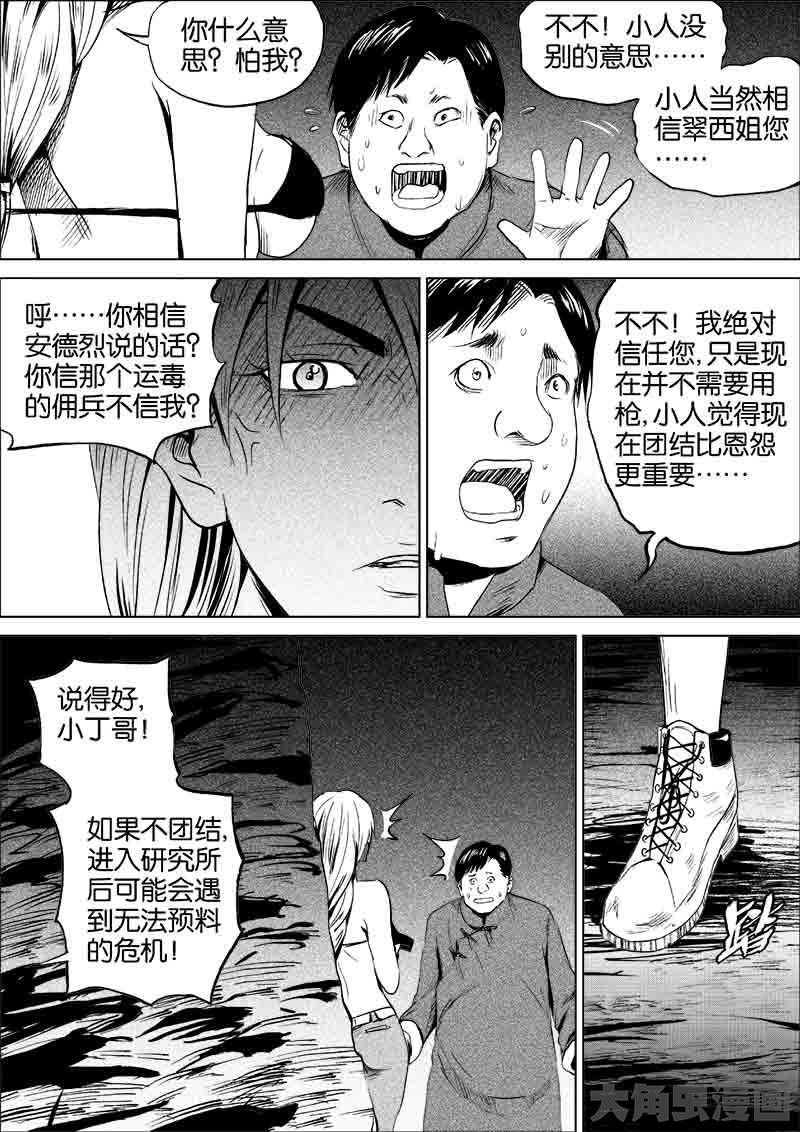 你什么意
思？怕我？
不不！小人没
别的意思……
小人当然相
信翠西姐您
……
呼……你相信
安德烈说的话？
你信那个运毒
的佣兵不信我？
不不！我绝对
信任您,只是现
在并不需要用
枪,小人觉得现
在团结比恩怨
更重要……
说得好,
小丁哥！
如果不团结,
进入研究所
后可能会遇
到无法预料
的危机！
踏
大角虫漫画